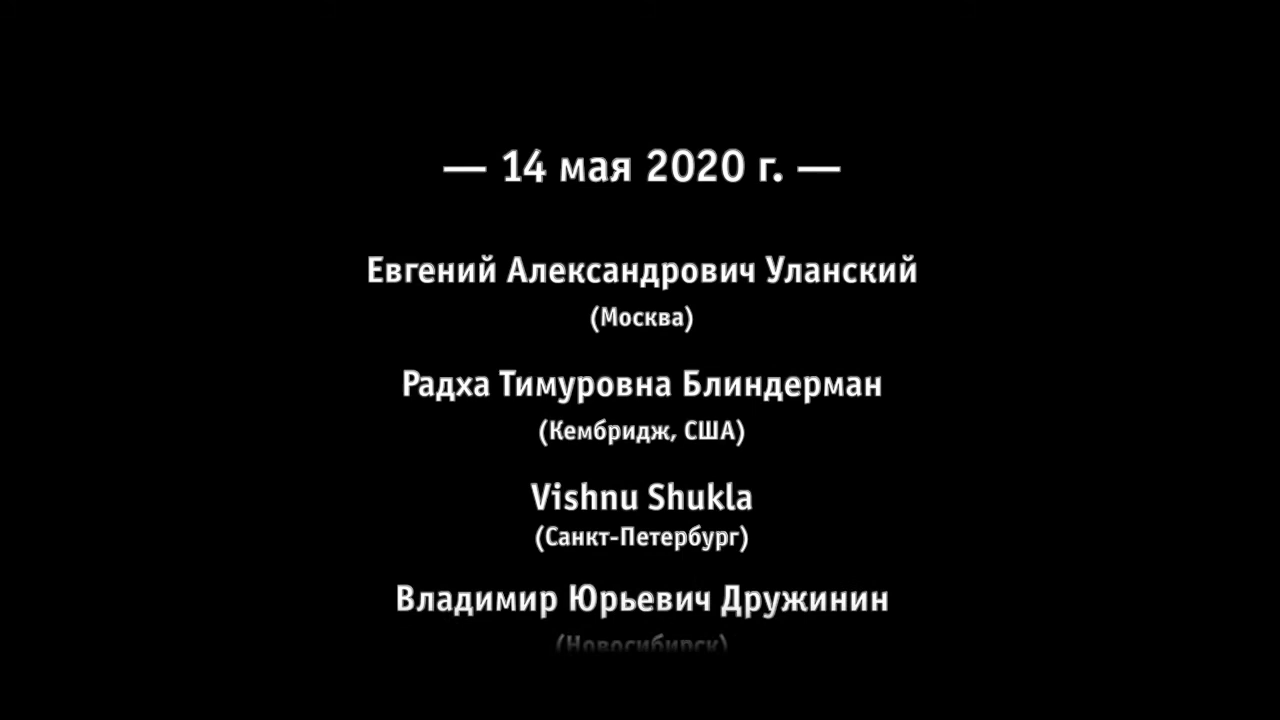 — 14 мая 2020 г. —
Евгений Александрович Уланский
(Москва)
Радха Тимуровна Блиндерман
(Кембридж, США)
Vishnu Shukla
(Санкт-Петербург)
Владимир Юрьевич Дружинин
(Новосибирск)